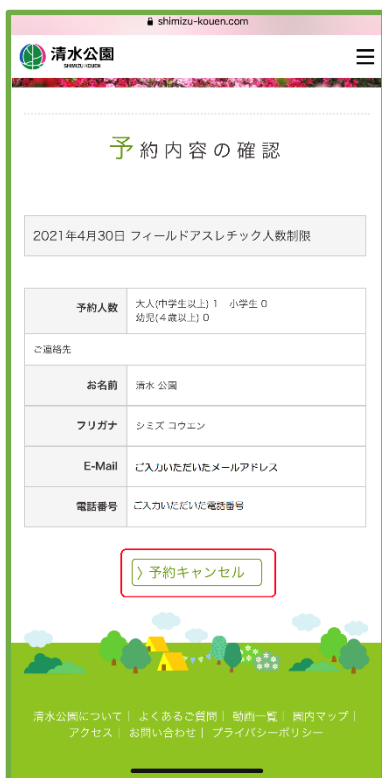 shimizu-kouen.com
清水公園
SHIMIZU KOUEN
予約内容の確認
2021年4月30日 フィールドアスレチック人数制限
予約人数
大人(中学生以上) 1　小学生 0
幼児(4歳以上) 0
ご連絡先
お名前
清水 公園
フリガナ
シミズ コウエン
E-Mail
ご入力いただいたメールアドレス
電話番号
ご入力いただいた電話番号
〉予約キャンセル
清水公園について｜ よくあるご質問｜ 動画一覧｜ 園内マップ｜
アクセス｜ お問い合わせ｜ プライバシーポリシー